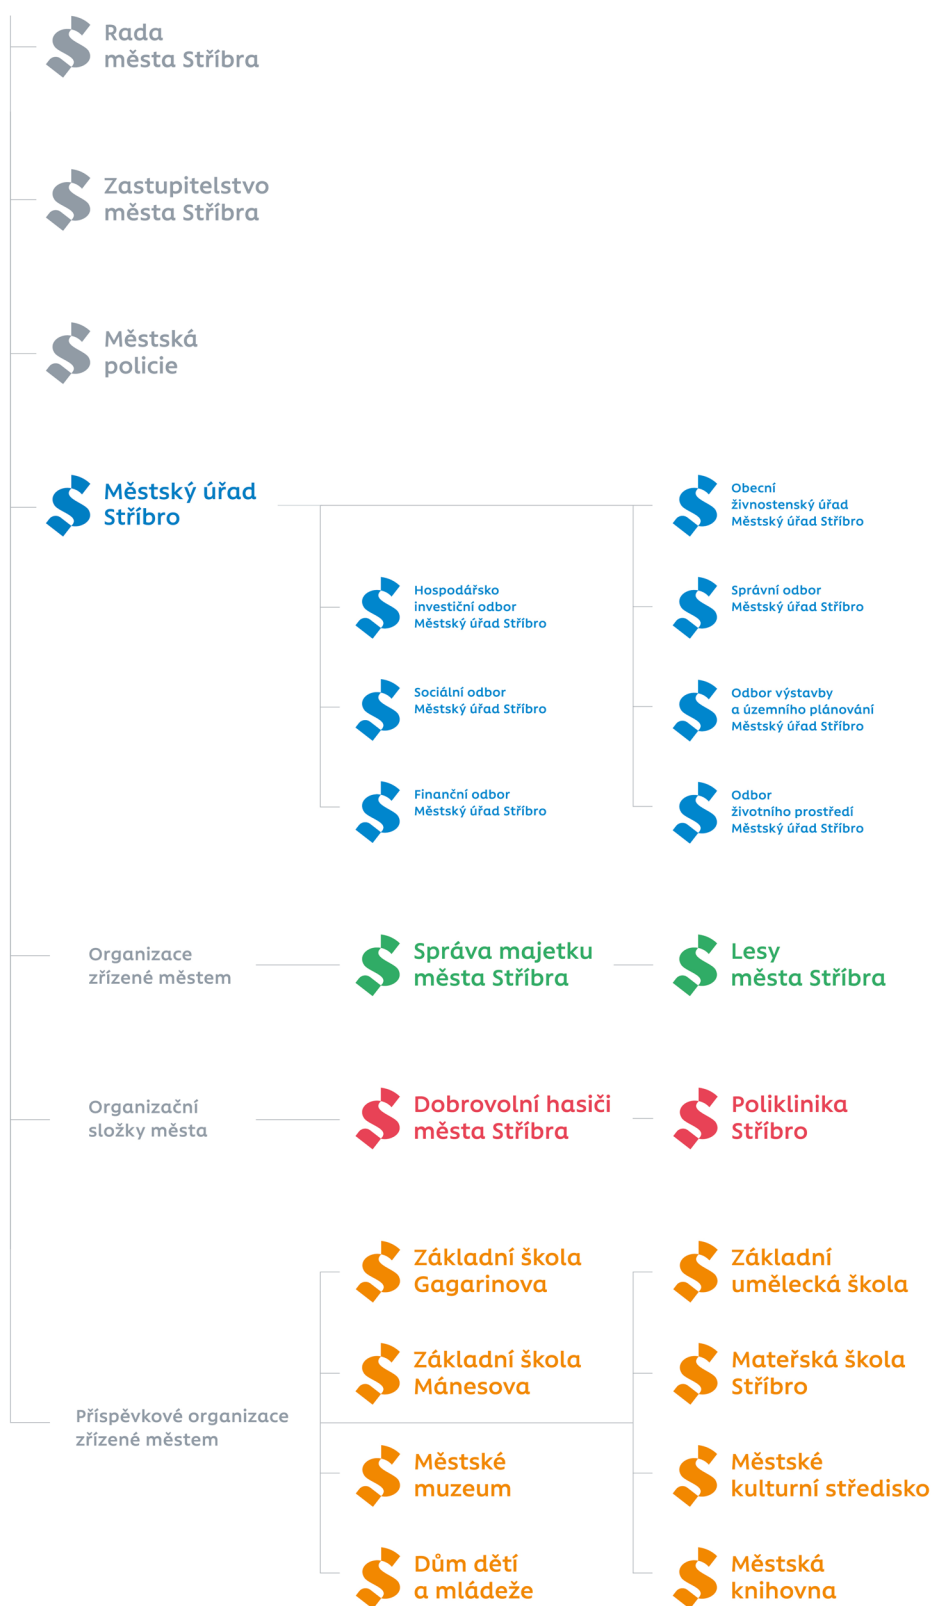 Rada
města Stříbra
Zastupitelstvo
města Stříbra
Městská
policie
Městský úřad
Stříbro
Obecní
živnostenský úřad
Městský úřad Stříbro
Hospodářsko
investiční odbor
Městský úřad Stříbro
Správní odbor
Městský úřad Stříbro
Sociální odbor
Městský úřad Stříbro
Odbor výstavby
a územního plánování
Městský úřad Stříbro
Finanční odbor
Městský úřad Stříbro
Odbor
životního prostředí
Městský úřad Stříbro
Organizace
zřízené městem
Správa majetku
města Stříbra
Lesy
města Stříbra
Organizační
složky města
Dobrovolní hasiči
města Stříbra
Poliklinika
Stříbro
Základní škola
Gagarinova
Základní
umělecká škola
Základní škola
Mánesova
Mateřská škola
Stříbro
Příspěvkové organizace
zřízené městem
Městské
muzeum
Městské
kulturní středisko
Dům dětí
a mládeže
Městská
knihovna